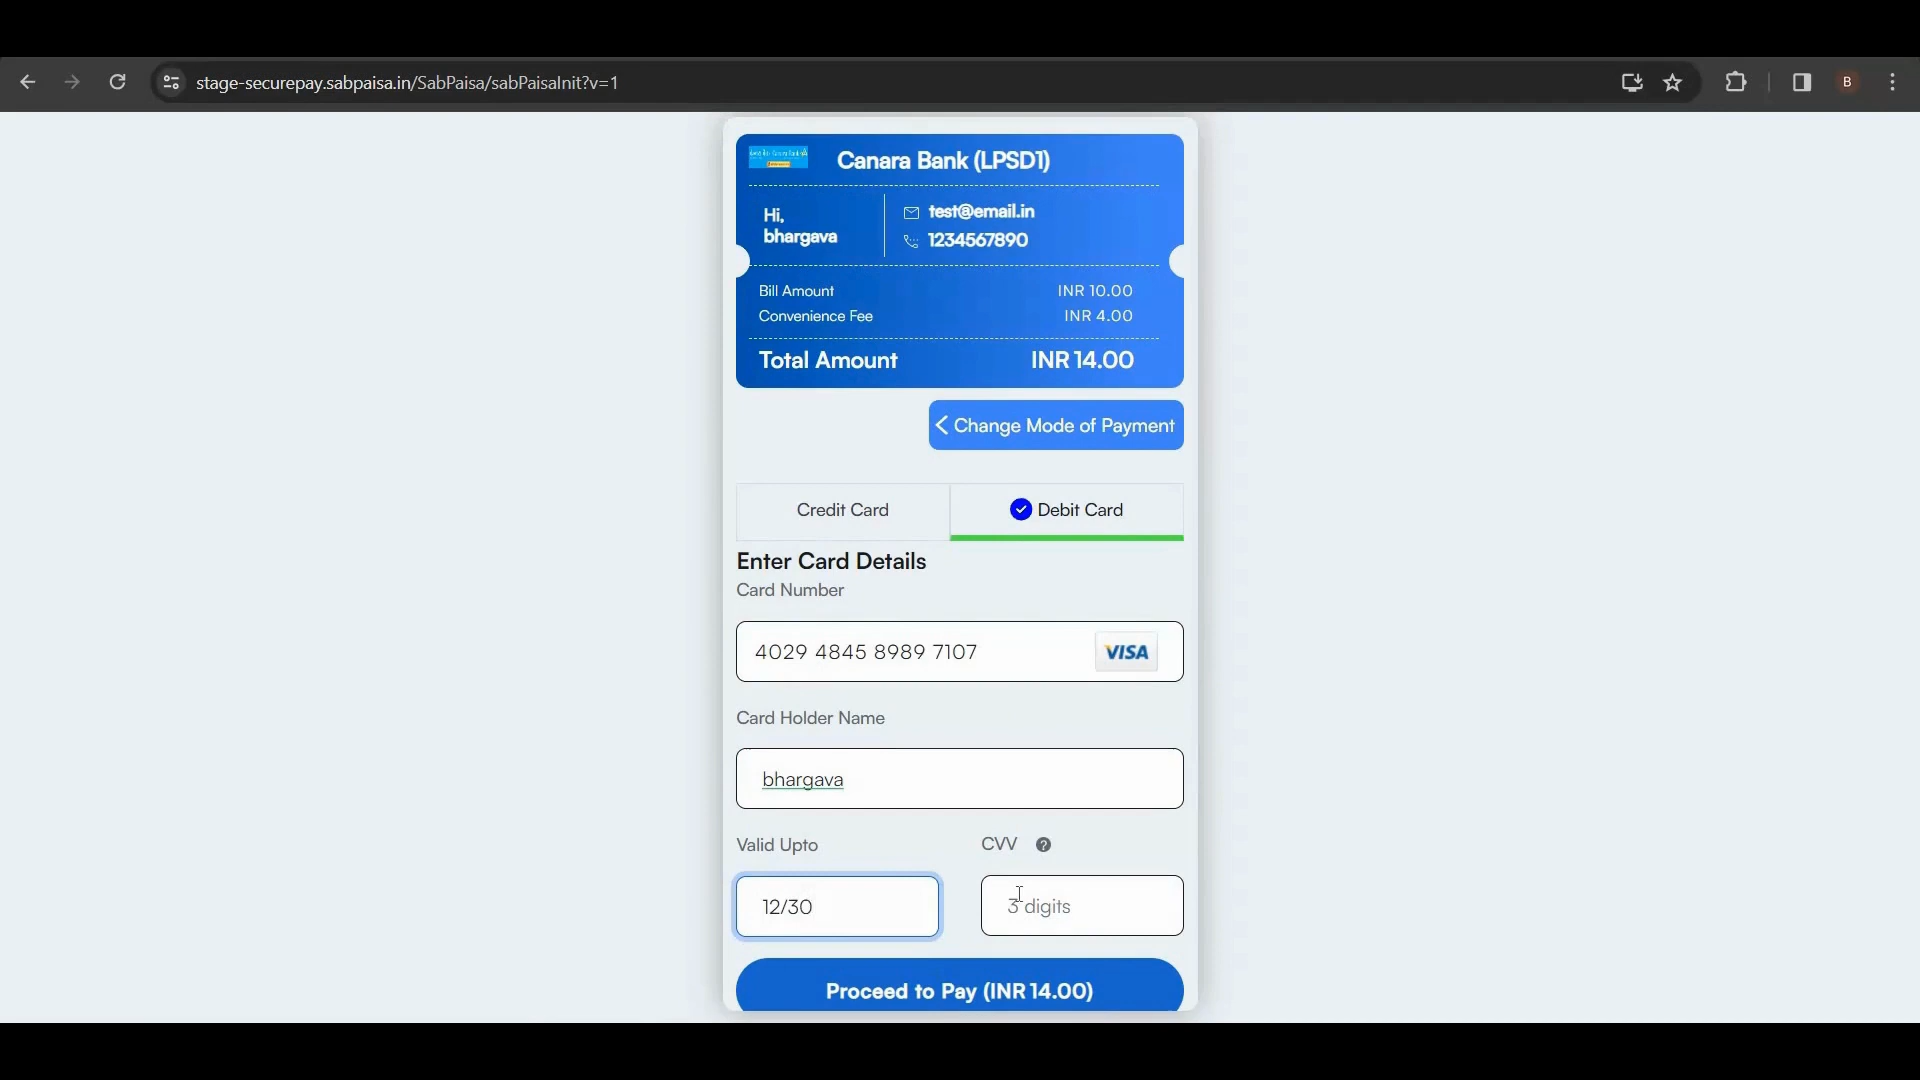 stage-securepay.sabpaisa.in/SabPaisa/sabPaisaInit?v=1
B
Canara Bank (LPSD1)
Hi,
bhargava
test@email.in
1234567890
Bill Amount INR 10.00
Convenience Fee INR 4.00
Total Amount INR 14.00
Change Mode of Payment
Credit Card
Debit Card
Enter Card Details
Card Number
4029 4845 8989 7107
VISA
Card Holder Name
bhargava
Valid Upto
CVV ?
12/30
3 digits
Proceed to Pay (INR 14.00)